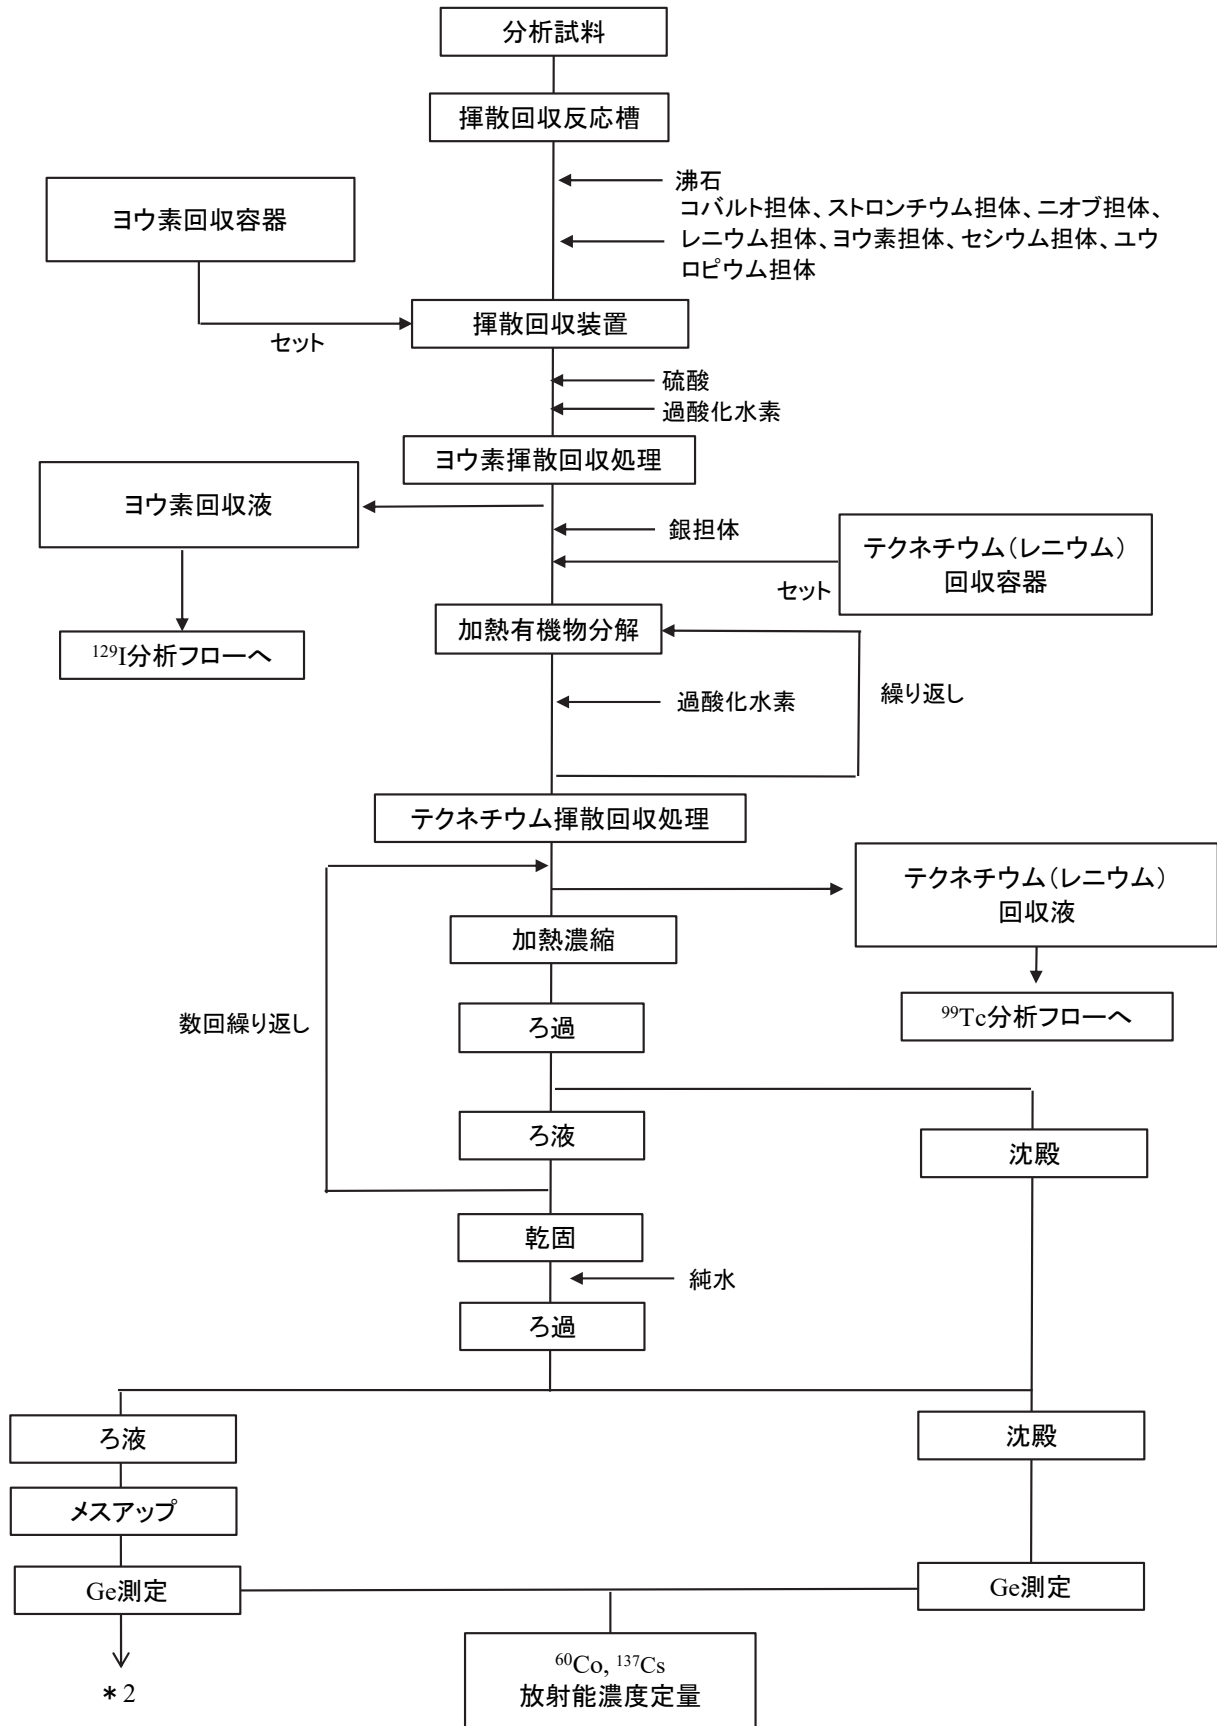 分析試料
揮散回収反応槽
沸石
コバルト担体、ストロンチウム担体、ニオブ担体、
レニウム担体、ヨウ素担体、セシウム担体、ユウ
ロピウム担体
ヨウ素回収容器
セット
揮散回収装置
硫酸
過酸化水素
ヨウ素揮散回収処理
ヨウ素回収液
銀担体
テクネチウム（レニウム）
回収容器
セット
加熱有機物分解
¹²⁹I分析フローへ
過酸化水素
繰り返し
テクネチウム揮散回収処理
テクネチウム（レニウム）
回収液
加熱濃縮
⁹⁹Tc分析フローへ
数回繰り返し
ろ過
ろ液
沈殿
乾固
純水
ろ過
ろ液
沈殿
メスアップ
Ge測定
Ge測定
⁶⁰Co, ¹³⁷Cs
放射能濃度定量
＊2